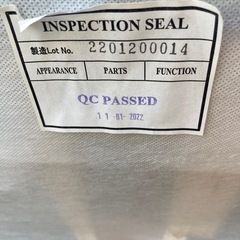 INSPECTION SEAL
製造Lot No. 2201200014
APPEARANCE PARTS FUNCTION
QC PASSED
11-01-2022